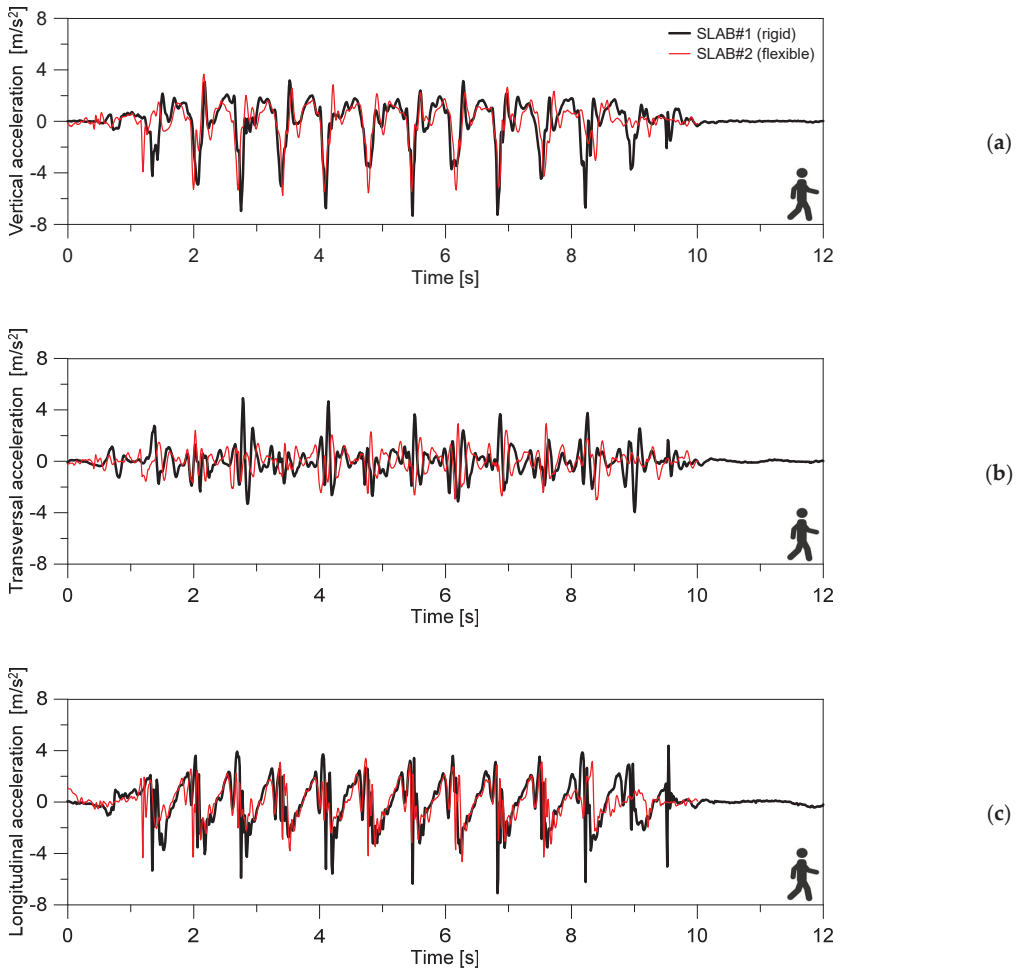 8
4
0
-4
-8
Vertical acceleration [m/s²]
SLAB#1 (rigid)
SLAB#2 (flexible)
0 2 4 6 8 10 12
Time [s]
(a)
8
4
0
-4
-8
Transversal acceleration [m/s²]
0 2 4 6 8 10 12
Time [s]
(b)
8
4
0
-4
-8
Longitudinal acceleration [m/s²]
0 2 4 6 8 10 12
Time [s]
(c)